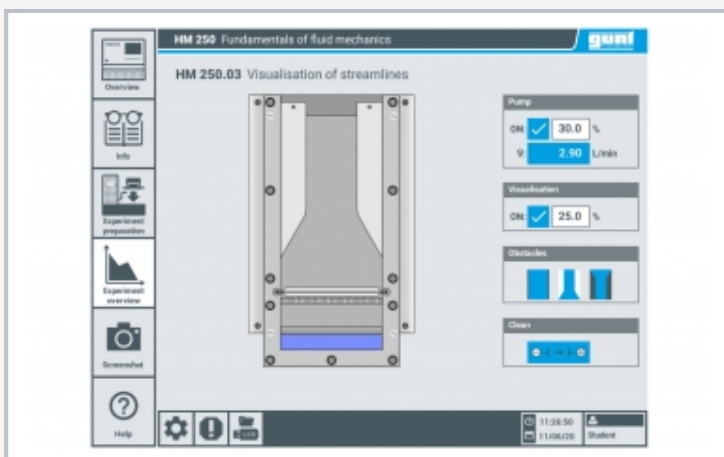 HM 250 Fundamentals of fluid mechanics
gunt
HM 250.03 Visualisation of streamlines
Overview
Info
Experiment
preparation
Experiment
overview
Screenshot
Help
Pump
ON: 30.0 %
2.90 L/min
Visualisation
ON: 25.0 %
Obstacles
Clean
11:26:50
11/06/20
Student